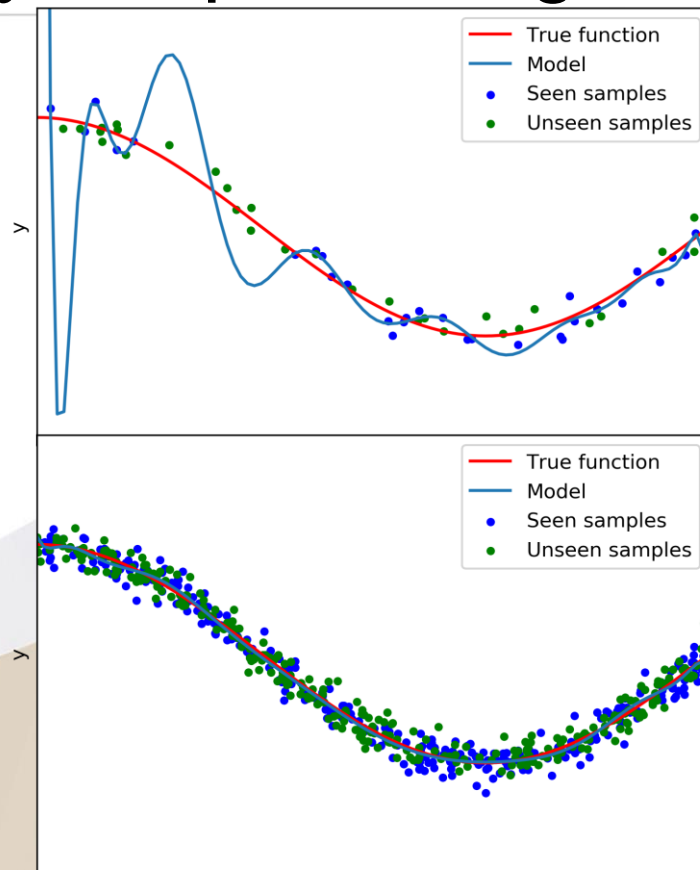 True function
Model
Seen samples
Unseen samples
y
True function
Model
Seen samples
Unseen samples
y